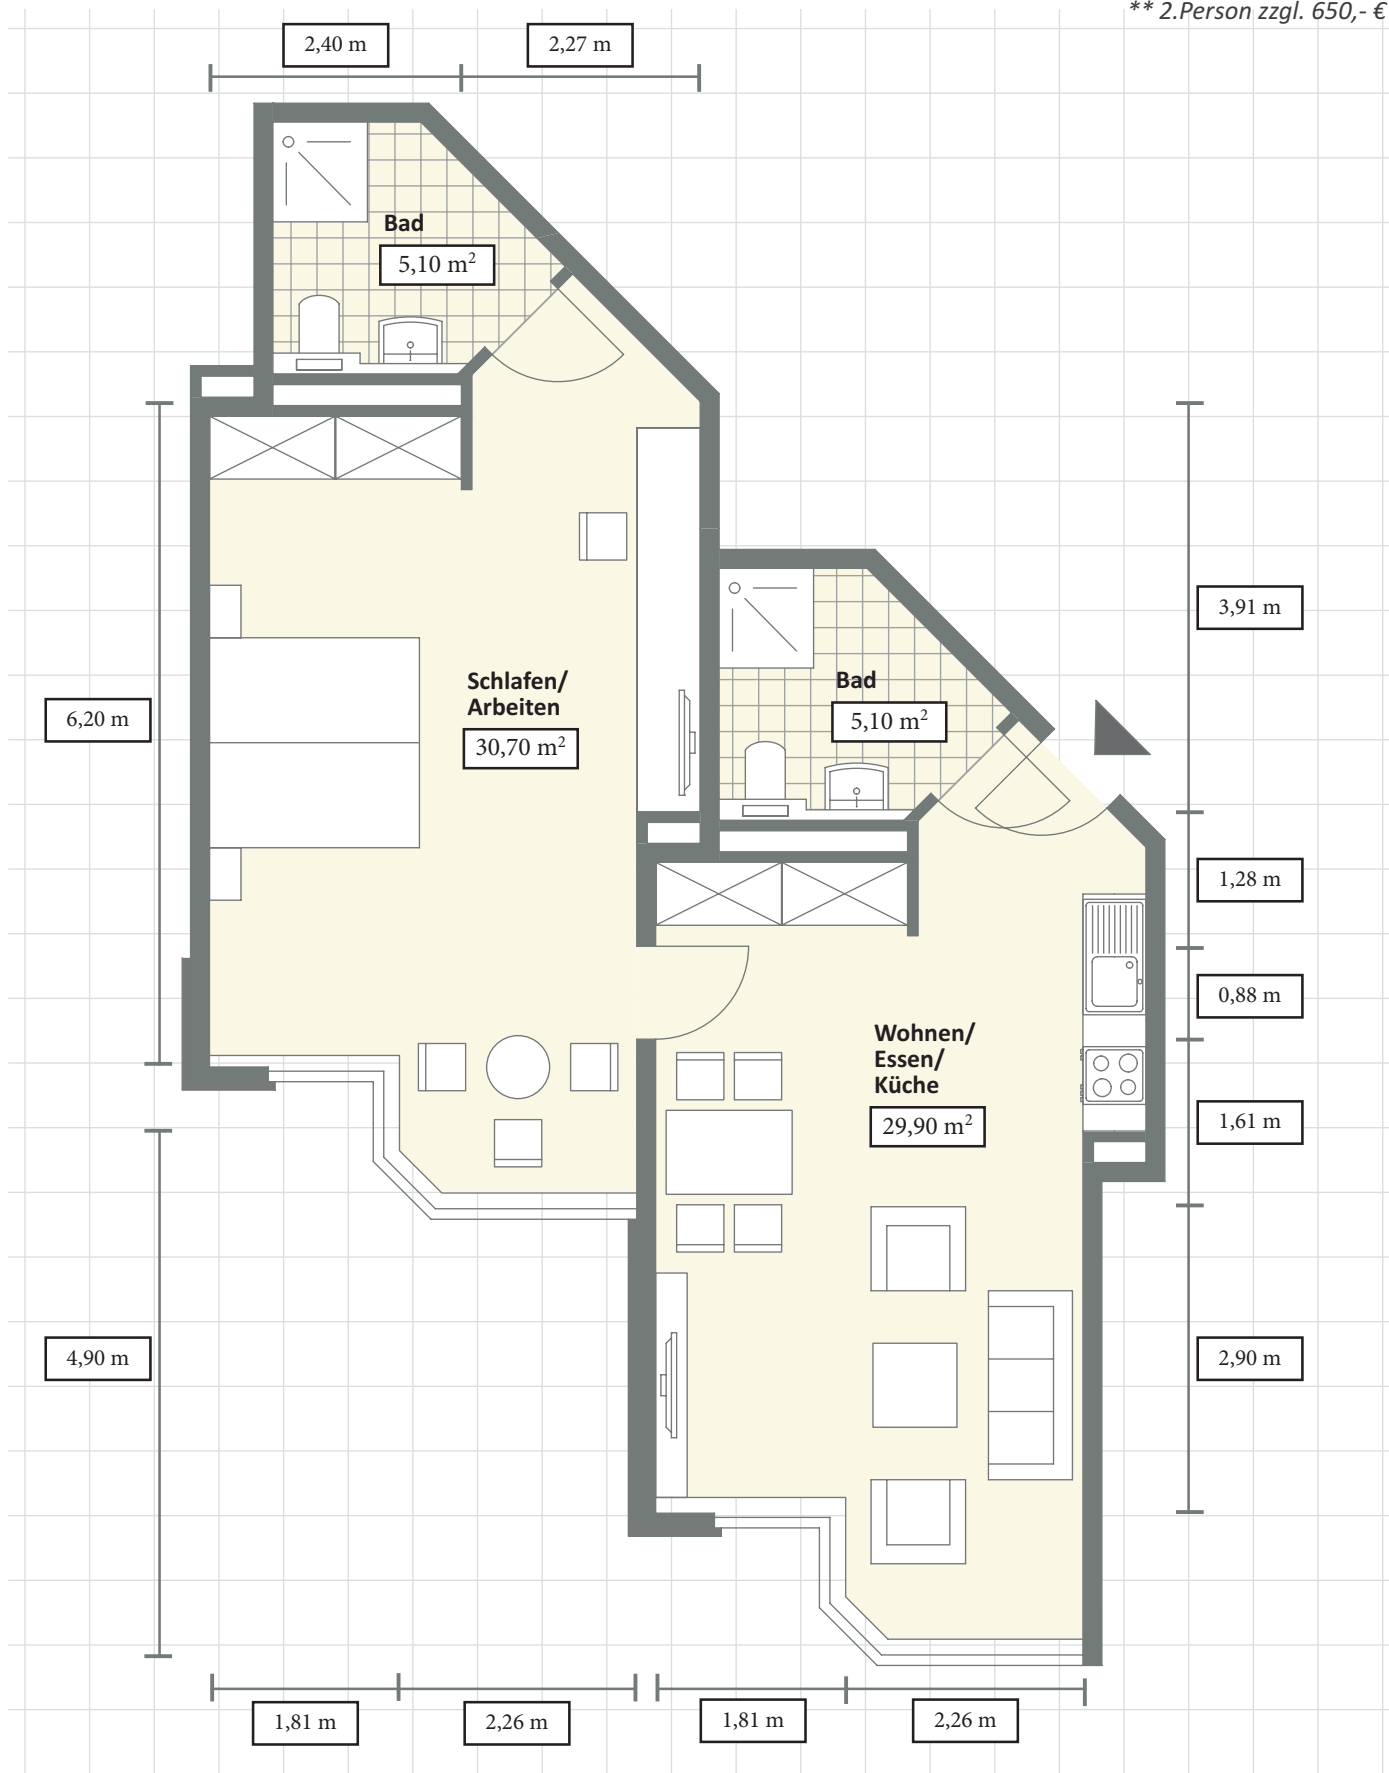 ** 2.Person zzgl. 650,- €
2,40 m
2,27 m
Bad
5,10 m²
3,91 m
Schlafen/
Arbeiten
30,70 m²
6,20 m
Bad
5,10 m²
1,28 m
0,88 m
Wohnen/
Essen/
Küche
29,90 m²
1,61 m
4,90 m
2,90 m
1,81 m
2,26 m
1,81 m
2,26 m